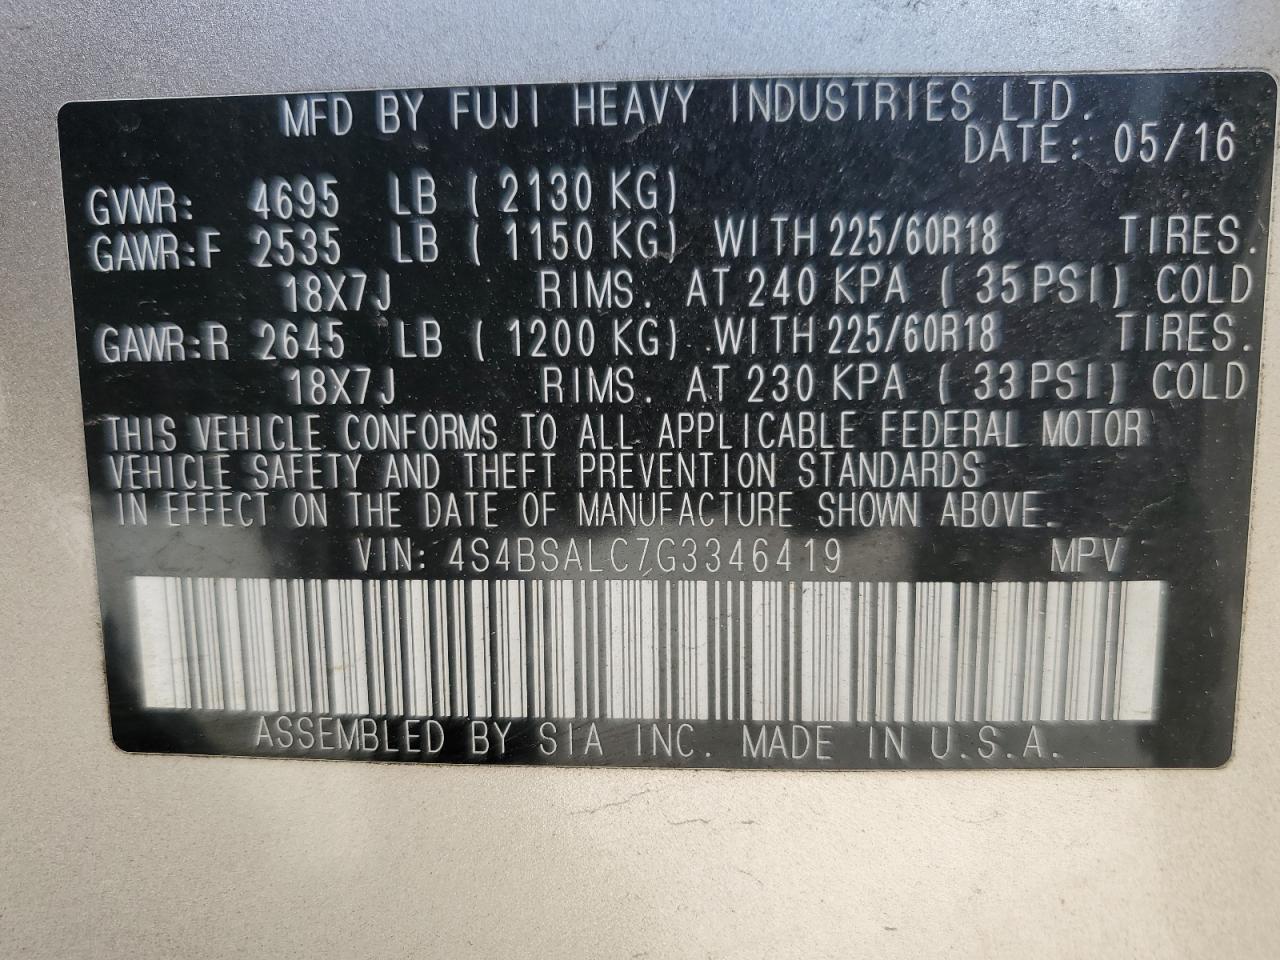 MFD BY FUJI HEAVY INDUSTRIES LTD.
DATE: 05/16
GVWR: 4695 LB ( 2130 KG)
GAWR:F 2535 LB ( 1150 KG) WITH 225/60R18 TIRES.
18X7J RIMS. AT 240 KPA ( 35 PSI) COLD
GAWR:R 2645 LB ( 1200 KG) WITH 225/60R18 TIRES.
18X7J RIMS. AT 230 KPA ( 33 PSI) COLD
THIS VEHICLE CONFORMS TO ALL APPLICABLE FEDERAL MOTOR
VEHICLE SAFETY AND THEFT PREVENTION STANDARDS
IN EFFECT ON THE DATE OF MANUFACTURE SHOWN ABOVE.
VIN: 4S4BSALC7G3346419 MPV
ASSEMBLED BY SIA INC. MADE IN U.S.A.